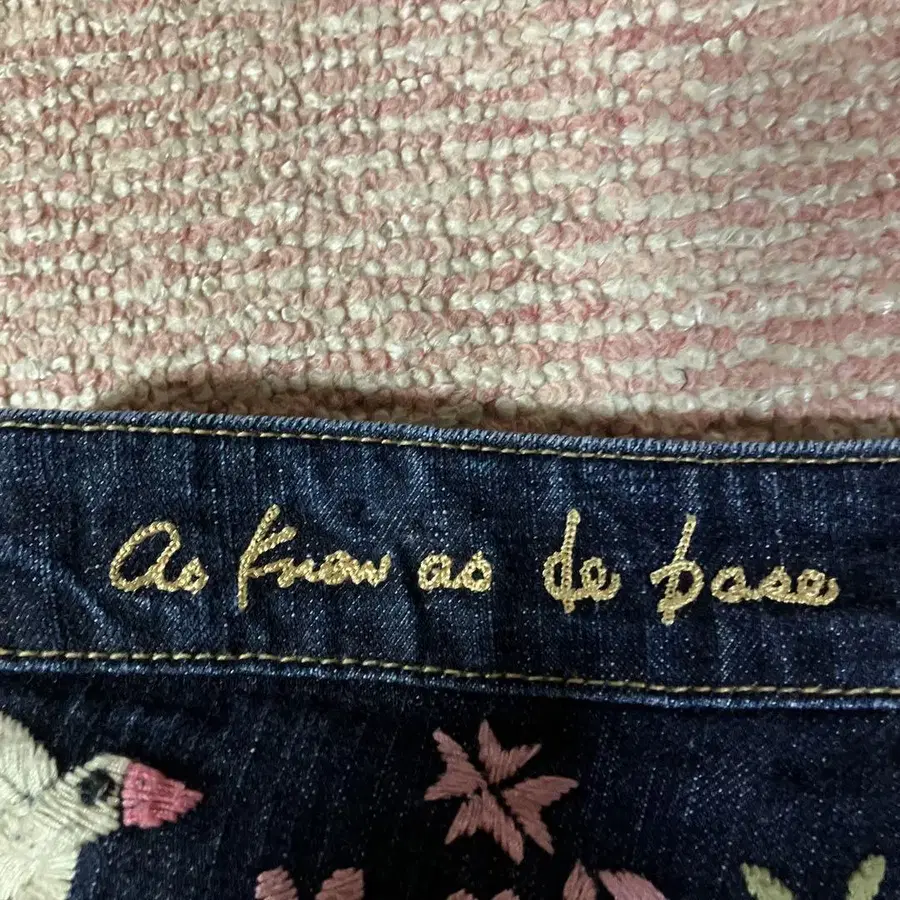 as know as de base